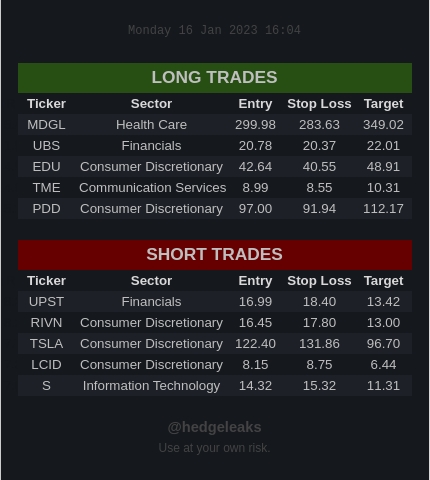 Monday 16 Jan 2023 16:04
LONG TRADES
Ticker Sector Entry Stop Loss Target
MDGL Health Care 299.98 283.63 349.02
UBS Financials 20.78 20.37 22.01
EDU Consumer Discretionary 42.64 40.55 48.91
TME Communication Services 8.99 8.55 10.31
PDD Consumer Discretionary 97.00 91.94 112.17
SHORT TRADES
Ticker Sector Entry Stop Loss Target
UPST Financials 16.99 18.40 13.42
RIVN Consumer Discretionary 16.45 17.80 13.00
TSLA Consumer Discretionary 122.40 131.86 96.70
LCID Consumer Discretionary 8.15 8.75 6.44
S Information Technology 14.32 15.32 11.31
@hedgeleaks
Use at your own risk.